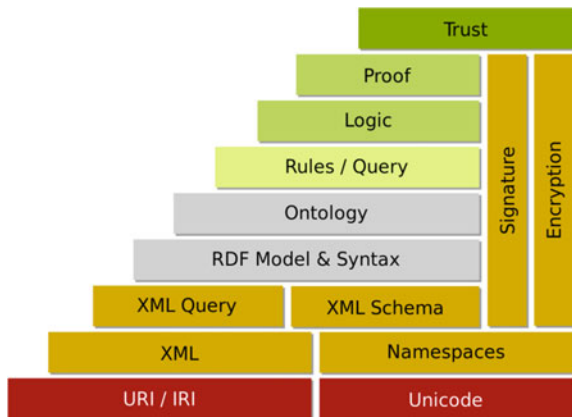 Trust
Proof
Logic
Rules / Query
Ontology
RDF Model & Syntax
Signature
Encryption
XML Query
XML Schema
XML
Namespaces
URI / IRI
Unicode